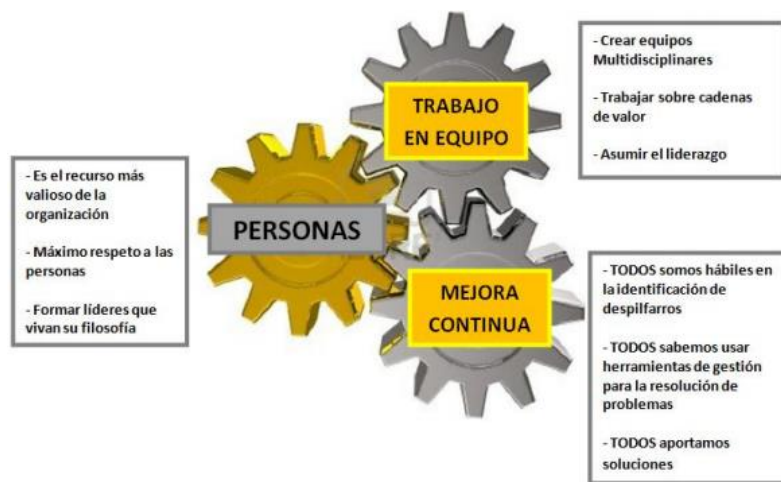 - Crear equipos
Multidisciplinares
- Trabajar sobre cadenas
de valor
- Asumir el liderazgo
TRABAJO
EN EQUIPO
- Es el recurso más
valioso de la
organización
- Máximo respeto a las
personas
- Formar líderes que
vivan su filosofía
PERSONAS
MEJORA
CONTINUA
- TODOS somos hábiles en
la identificación de
despilfarros
- TODOS sabemos usar
herramientas de gestión
para la resolución de
problemas
- TODOS aportamos
soluciones